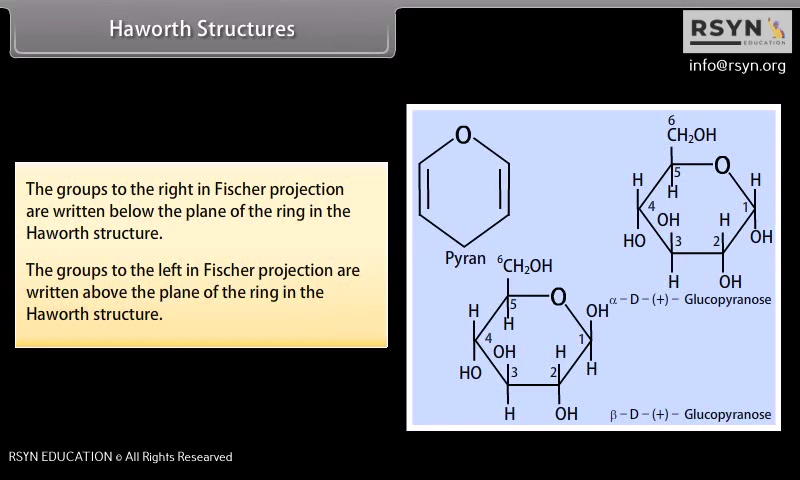 Haworth Structures
RSYN
EDUCATION
info@rsyn.org
The groups to the right in Fischer projection
are written below the plane of the ring in the
Haworth structure.
The groups to the left in Fischer projection are
written above the plane of the ring in the
Haworth structure.
O
Pyran
6
CH₂OH
5
O
H
H
H
4
1
OH
H
HO
3
2
OH
H
OH
α – D – (+) – Glucopyranose
⁶CH₂OH
5
O
OH
H
H
4
1
OH
H
HO
3
2
H
H
OH
β – D – (+) – Glucopyranose
RSYN EDUCATION © All Rights Researved